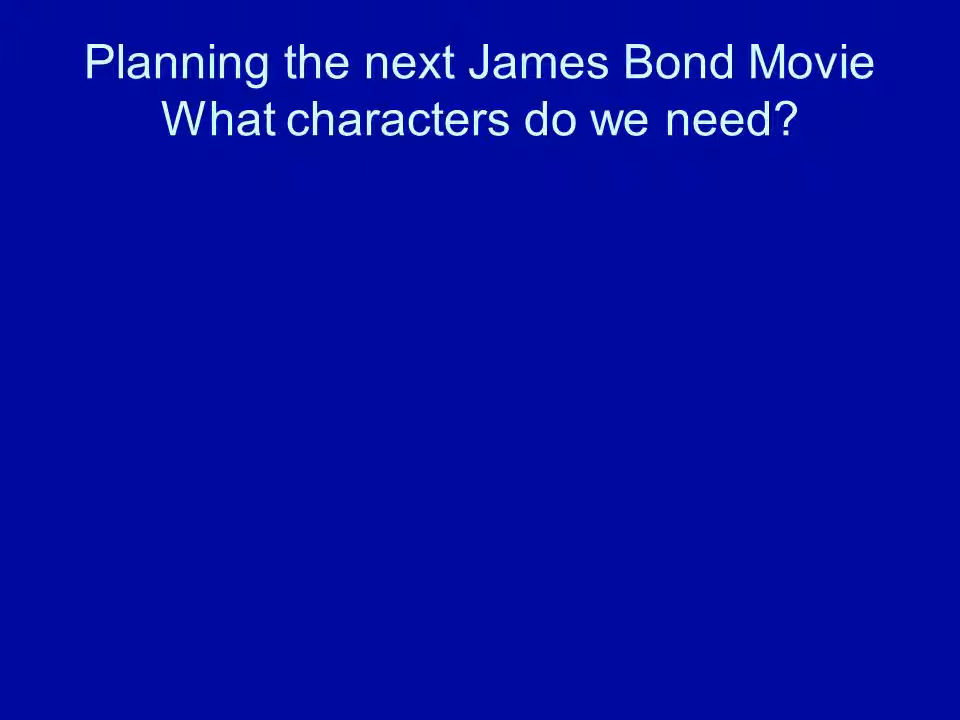 Planning the next James Bond Movie
What characters do we need?